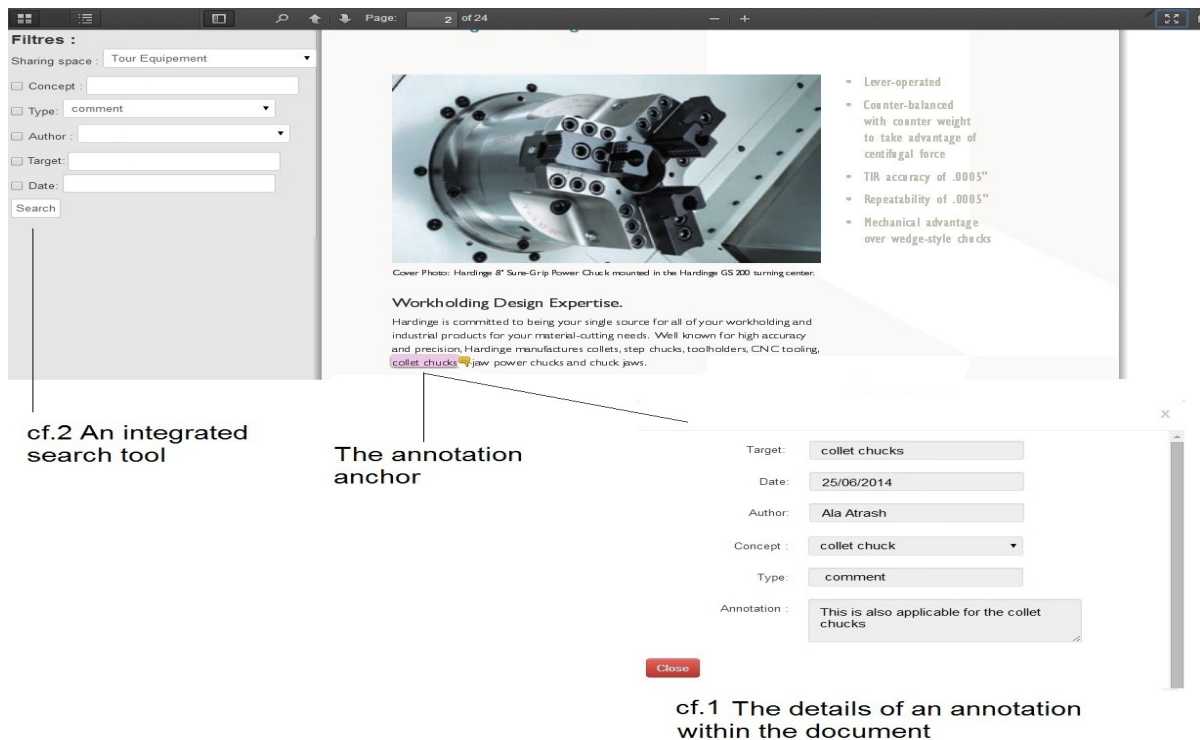 Page: 2 of 24
Filtres :
Sharing space : Tour Equipement
Concept :
Type: comment
Author :
Target:
Date:
Search
• Lever-operated
• Counter-balanced
with counter weight
to take advantage of
centifugal force
• TIR accuracy of .0005"
• Repeatability of .0005"
• Mechanical advantage
over wedge-style chucks
Cover Photo: Hardinge 8" Sure-Grip Power Chuck mounted in the Hardinge GS 200 turning center.
Workholding Design Expertise.
Hardinge is committed to being your single source for all of your workholding and
industrial products for your material-cutting needs. Well known for high accuracy
and precision, Hardinge manufactures collets, step chucks, toolholders, CNC tooling,
collet chucks jaw power chucks and chuck jaws.
cf.2 An integrated
search tool
The annotation
anchor
×
Target: collet chucks
Date: 25/06/2014
Author: Ala Atrash
Concept : collet chuck
Type: comment
Annotation : This is also applicable for the collet
chucks
Close
cf.1 The details of an annotation
within the document